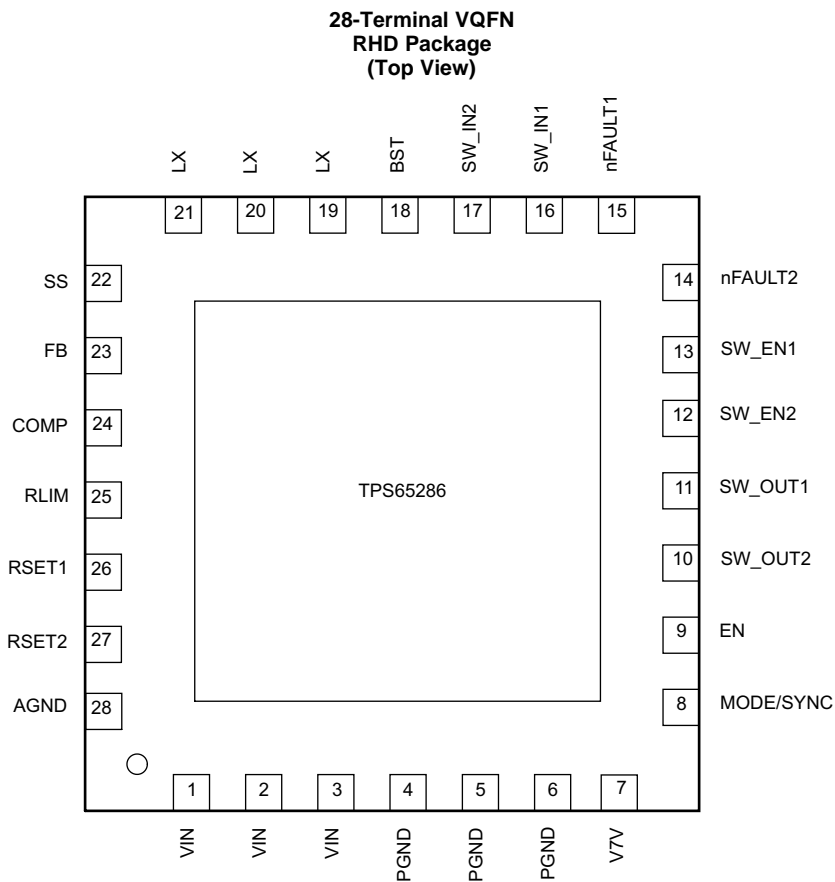 28-Terminal VQFN
RHD Package
(Top View)
LX
LX
LX
BST
SW_IN2
SW_IN1
nFAULT1
21
20
19
18
17
16
15
SS
22
14
nFAULT2
FB
23
13
SW_EN1
COMP
24
12
SW_EN2
RLIM
25
TPS65286
11
SW_OUT1
RSET1
26
10
SW_OUT2
RSET2
27
9
EN
AGND
28
8
MODE/SYNC
1
2
3
4
5
6
7
VIN
VIN
VIN
PGND
PGND
PGND
V7V